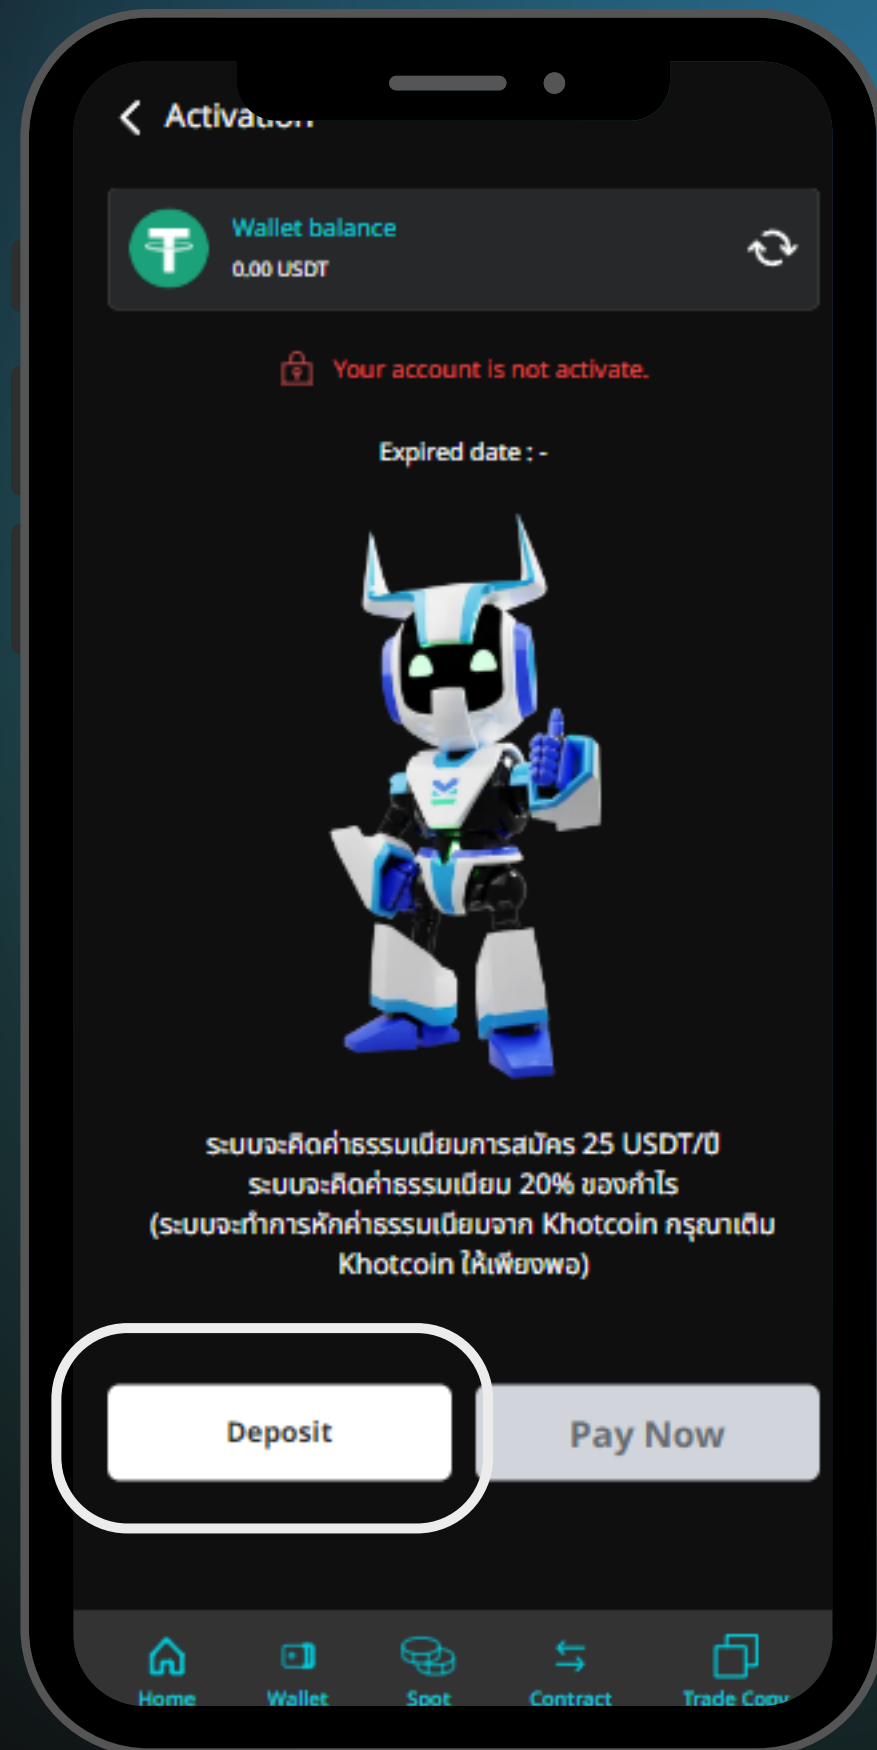 Wallet balance
0.00 USDT
Your account is not activate.
Expired date : -
ระบบจะคิดค่าธรรมเนียมการสมัคร 25 USDT/ปี
ระบบจะคิดค่าธรรมเนียม 20% ของกำไร
(ระบบจะทำการหักค่าธรรมเนียมจาก Khotcoin กรุณาเติม
Khotcoin ให้เพียงพอ)
Deposit
Pay Now
Home
Wallet
Spot
Contract
Trade Copy